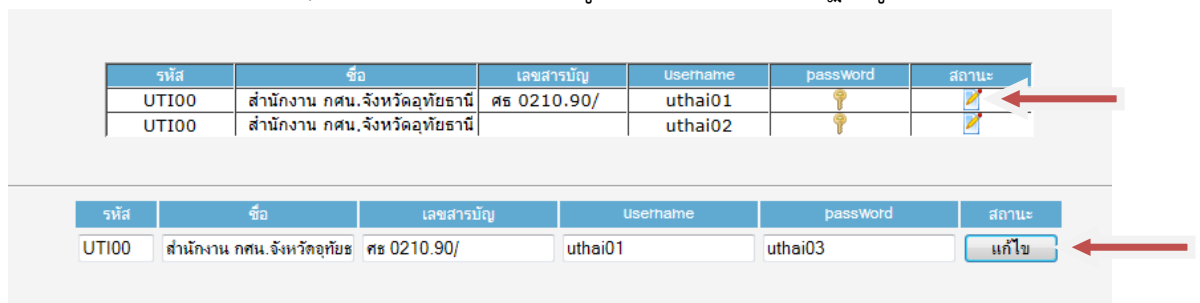 รหัส ชื่อ เลขสารบัญ Username password สถานะ
UTI00 สำนักงาน กศน.จังหวัดอุทัยธานี ศธ 0210.90/ uthai01
UTI00 สำนักงาน กศน.จังหวัดอุทัยธานี uthai02
รหัส ชื่อ เลขสารบัญ Username password สถานะ
UTI00 สำนักงาน กศน.จังหวัดอุทัยธ ศธ 0210.90/ uthai01 uthai03 แก้ไข